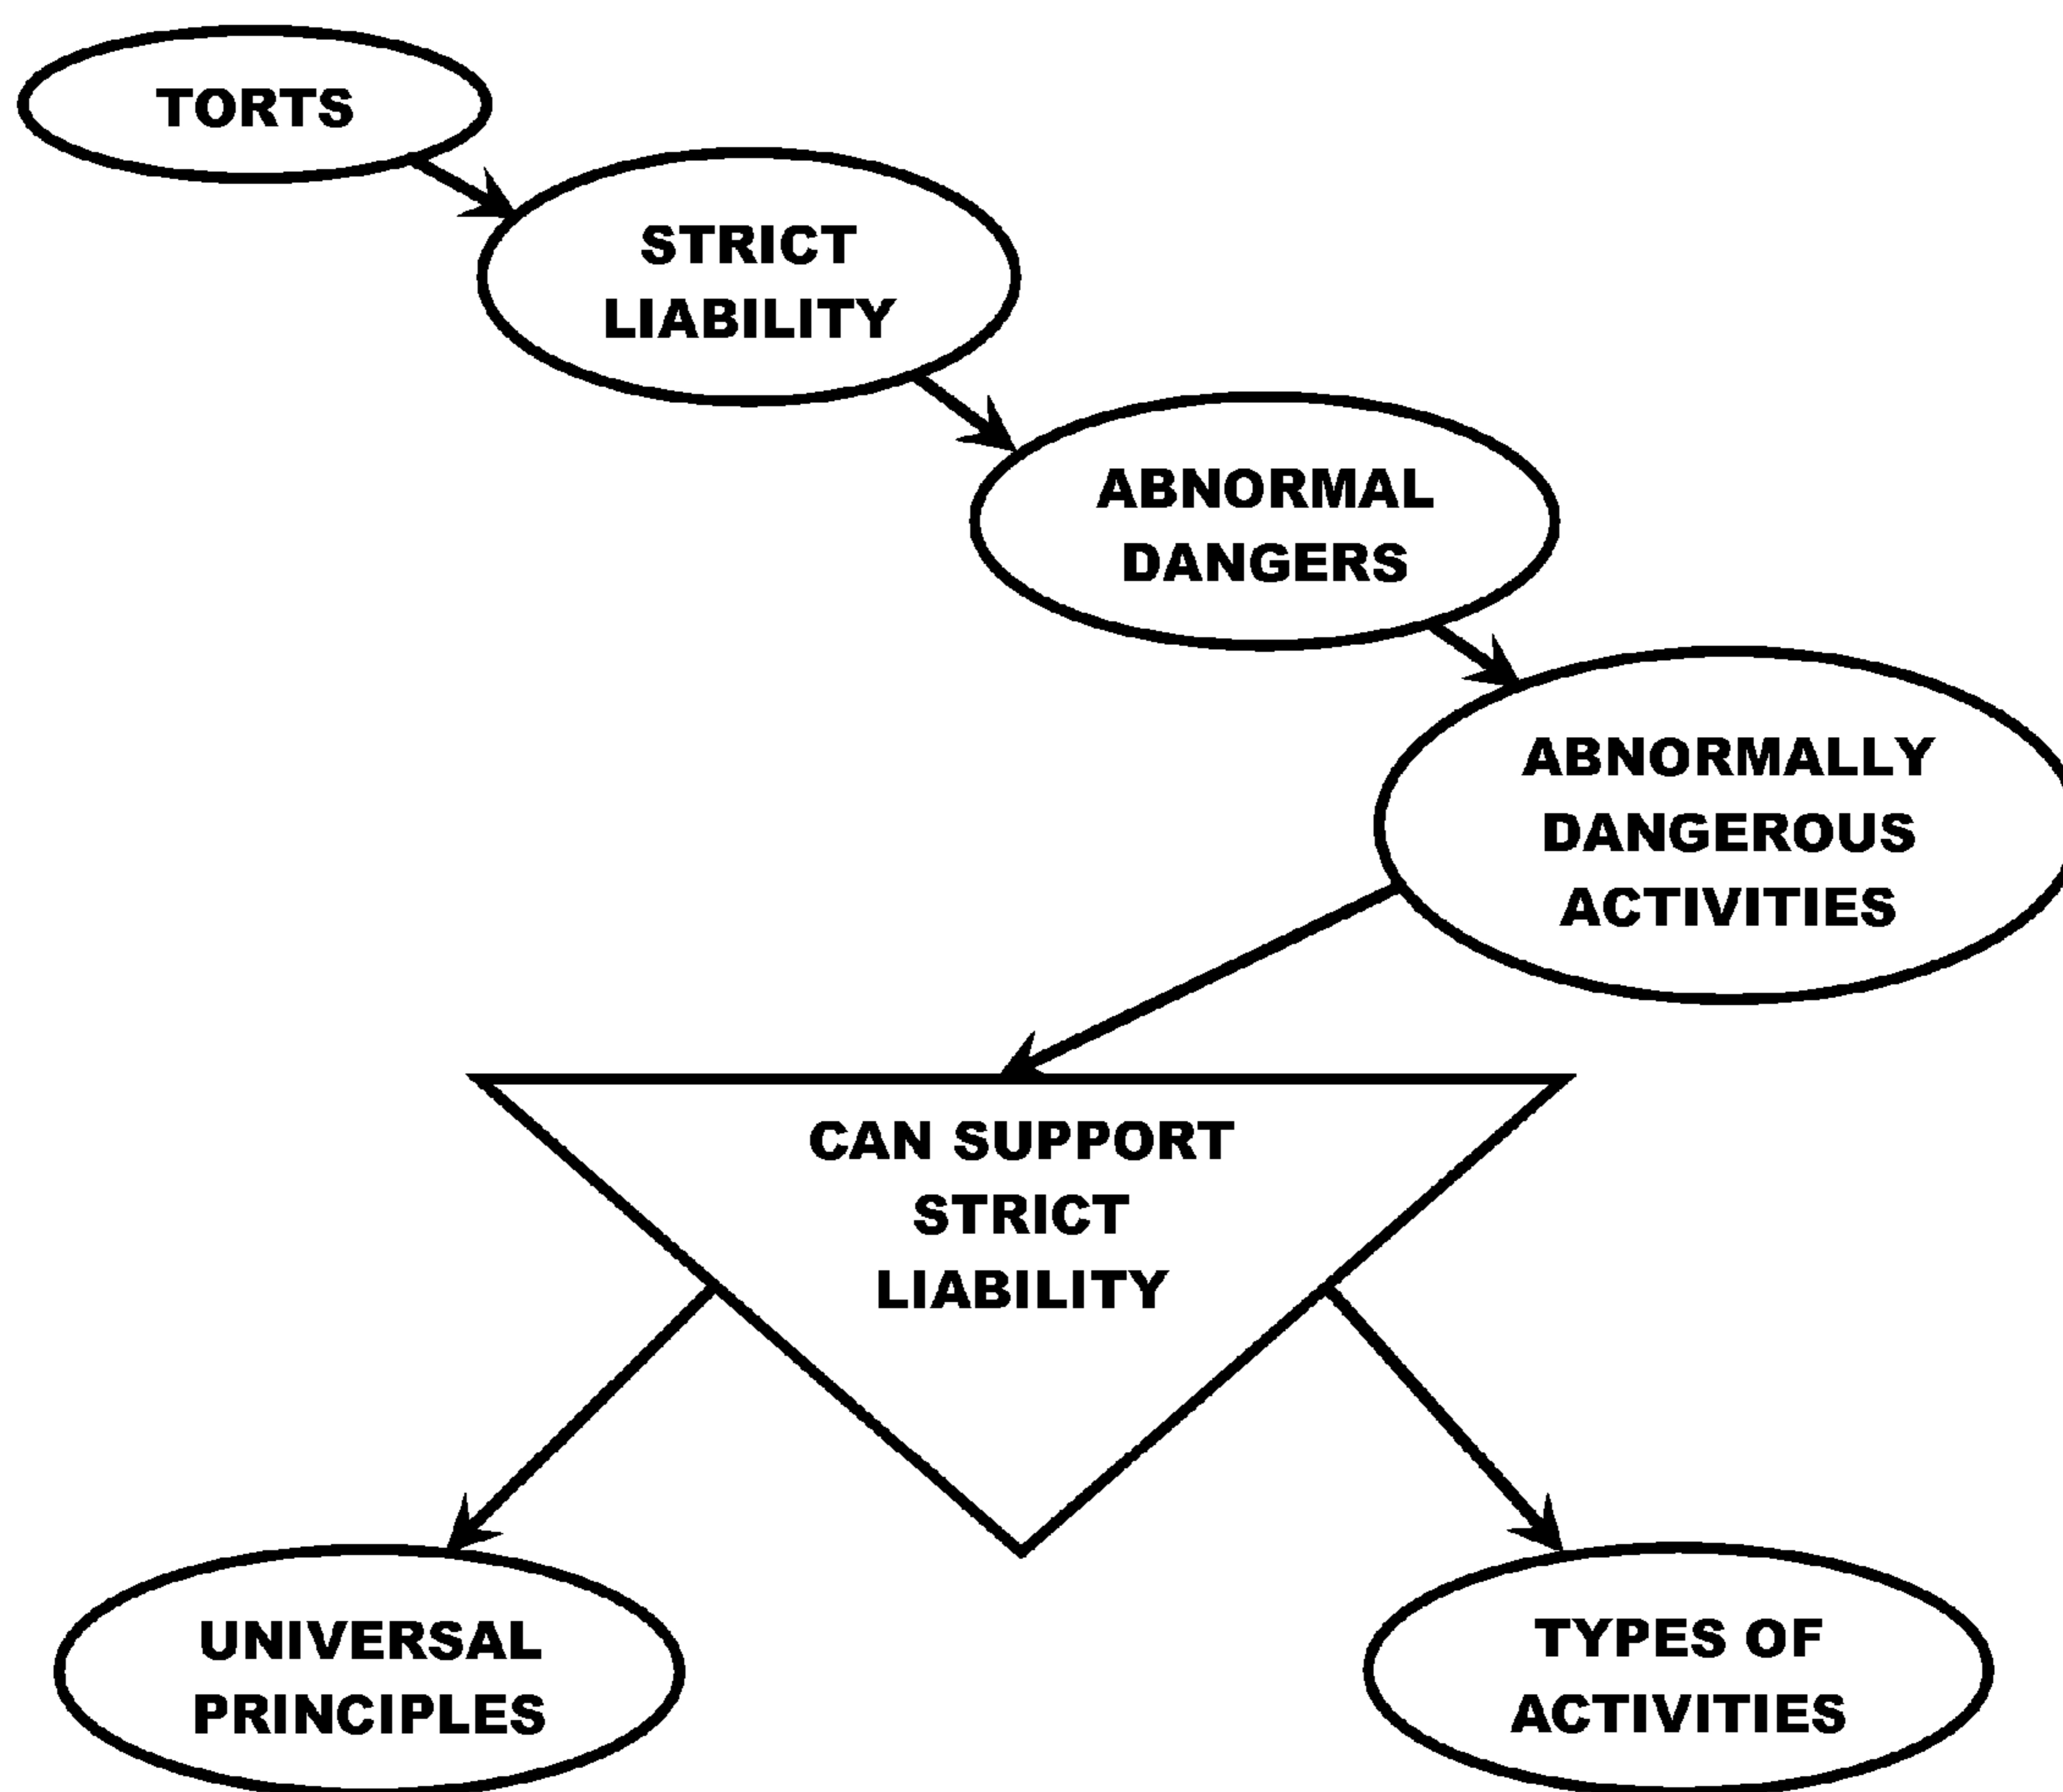 TORTS
STRICT
LIABILITY
ABNORMAL
DANGERS
ABNORMALLY
DANGEROUS
ACTIVITIES
CAN SUPPORT
STRICT
LIABILITY
UNIVERSAL
PRINCIPLES
TYPES OF
ACTIVITIES